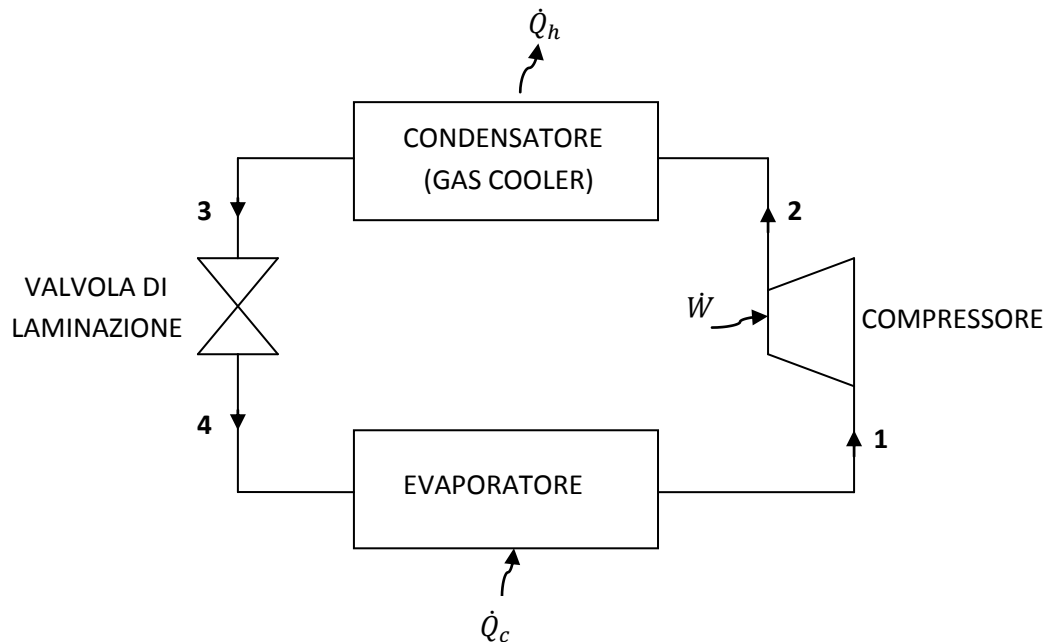 Q̇h
CONDENSATORE
(GAS COOLER)
3
2
VALVOLA DI
LAMINAZIONE
Ẇ
COMPRESSORE
4
1
EVAPORATORE
Q̇c